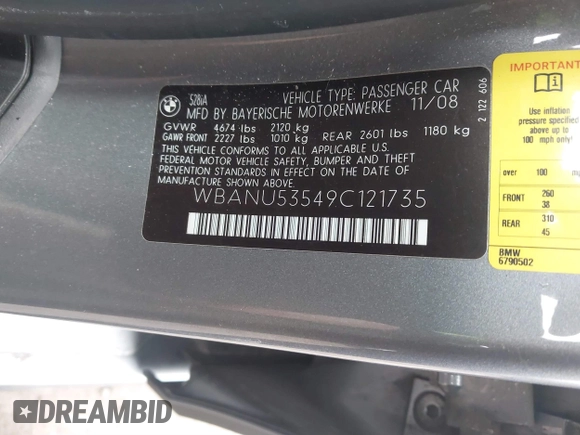 BMW
528iA
VEHICLE TYPE: PASSENGER CAR
MFD BY BAYERISCHE MOTORENWERKE 11/08
GVWR 4674 lbs 2120 kg
GAWR FRONT 2227 lbs 1010 kg REAR 2601 lbs 1180 kg
THIS VEHICLE CONFORMS TO ALL APPLICABLE U.S.
FEDERAL MOTOR VEHICLE SAFETY, BUMPER AND THEFT
PREVENTION STANDARDS IN EFFECT ON THE DATE OF
MANUFACTURE SHOWN ABOVE.
WBANU53549C121735
2 122 606
IMPORTAN
Use inflation
pressure specified
above up to
100 mph only!
over 100 m
FRONT 260
38
REAR 310
45
BMW
6790502
DREAMBID